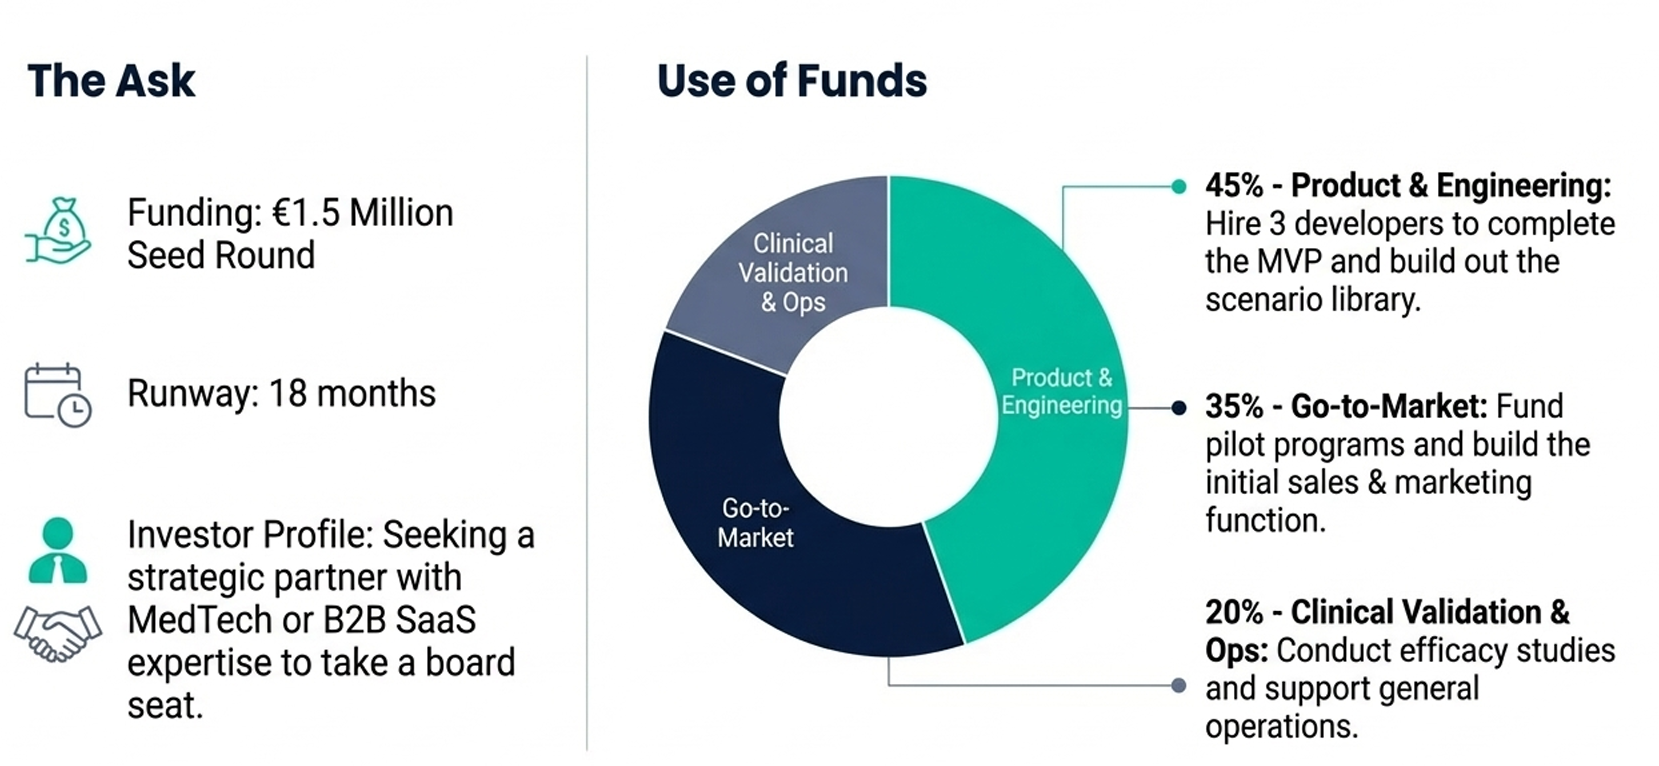 The Ask
Funding: €1.5 Million
Seed Round
Runway: 18 months
Investor Profile: Seeking a
strategic partner with
MedTech or B2B SaaS
expertise to take a board
seat.
Use of Funds
Clinical
Validation
& Ops
Product &
Engineering
Go-to-
Market
45% - Product & Engineering:
Hire 3 developers to complete
the MVP and build out the
scenario library.
35% - Go-to-Market: Fund
pilot programs and build the
initial sales & marketing
function.
20% - Clinical Validation &
Ops: Conduct efficacy studies
and support general
operations.
$